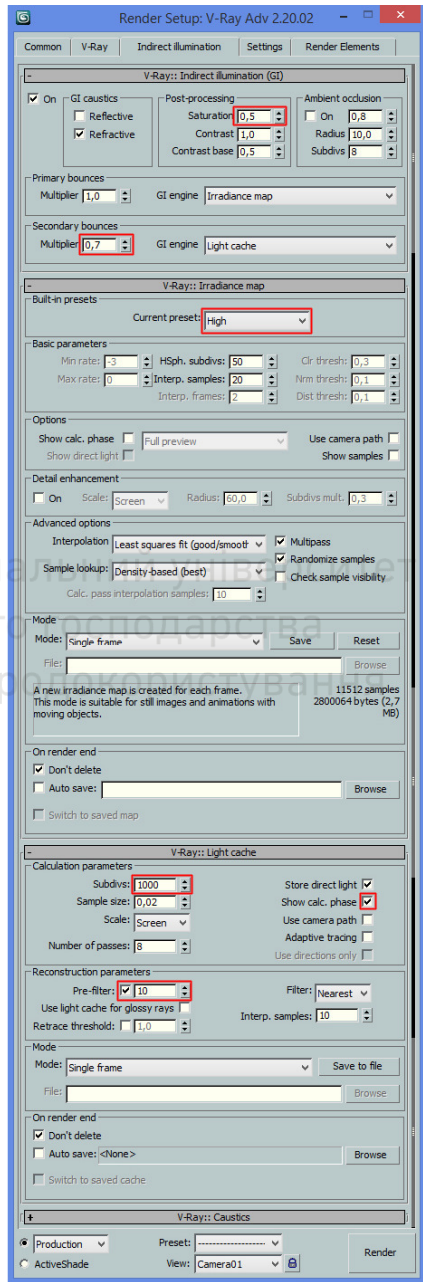 Render Setup: V-Ray Adv 2.20.02
Common V-Ray Indirect illumination Settings Render Elements
V-Ray:: Indirect illumination (GI)
On GI caustics Post-processing Ambient occlusion
Reflective Saturation 0,5 On 0,8
Refractive Contrast 1,0 Radius 10,0
Contrast base 0,5 Subdivs 8
Primary bounces
Multiplier 1,0 GI engine Irradiance map
Secondary bounces
Multiplier 0,7 GI engine Light cache
V-Ray:: Irradiance map
Built-in presets
Current preset: High
Basic parameters
Min rate: -3 HSph. subdivs: 50 Clr thresh: 0,3
Max rate: 0 Interp. samples: 20 Nrm thresh: 0,1
Interp. frames: 2 Dist thresh: 0,1
Options
Show calc. phase Full preview Use camera path
Show direct light Show samples
Detail enhancement
On Scale: Screen Radius: 60,0 Subdivs mult. 0,3
Advanced options
Interpolation Least squares fit (good/smooth Multipass
Randomize samples
Sample lookup: Density-based (best) Check sample visibility
Calc. pass interpolation samples: 10
Mode
Mode: Single frame Save Reset
File: Browse
A new irradiance map is created for each frame.
This mode is suitable for still images and animations with
moving objects.
11512 samples
2800064 bytes (2,7
MB)
On render end
Don't delete
Auto save: Browse
Switch to saved map
V-Ray:: Light cache
Calculation parameters
Subdivs: 1000 Store direct light
Sample size: 0,02 Show calc. phase
Scale: Screen Use camera path
Adaptive tracing
Number of passes: 8 Use directions only
Reconstruction parameters
Pre-filter: 10 Filter: Nearest
Use light cache for glossy rays Interp. samples: 10
Retrace threshold: 1,0
Mode
Mode: Single frame Save to file
File: Browse
On render end
Don't delete
Auto save: <None> Browse
Switch to saved cache
V-Ray:: Caustics
Production Preset: -------------------
ActiveShade View: Camera01 Render